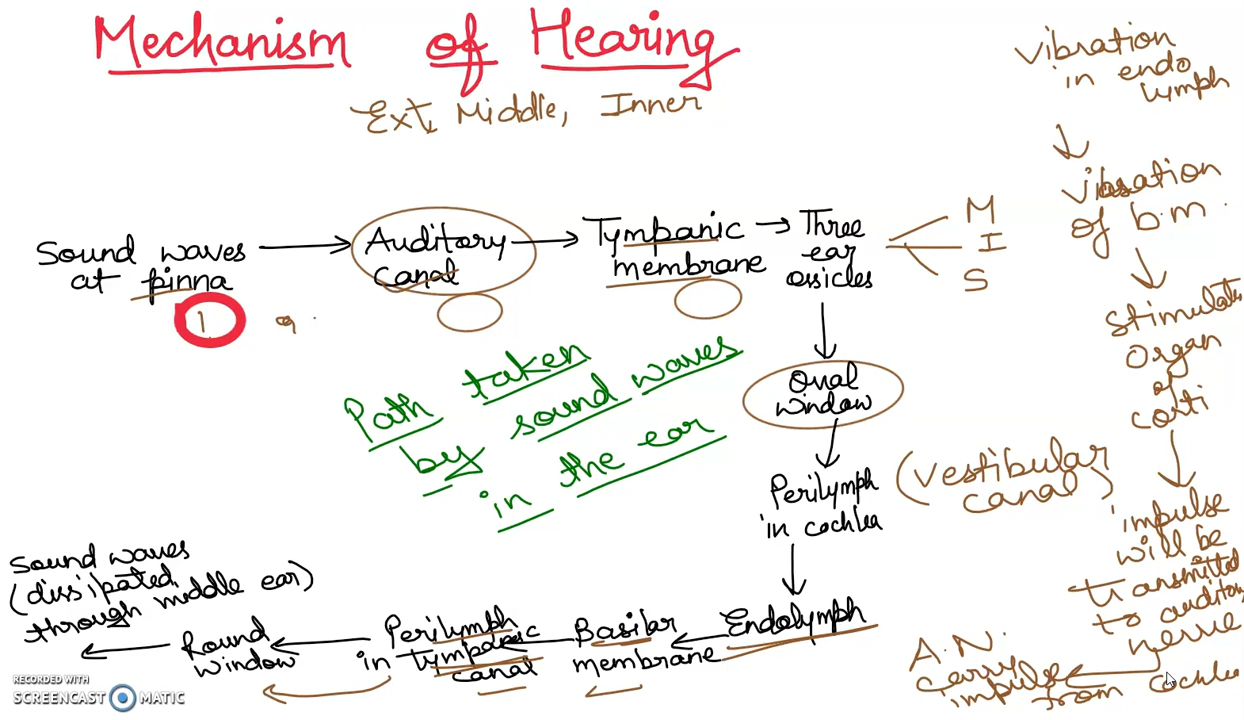 Mechanism of Hearing
Ext, Middle, Inner
Sound waves
at pinna
1
Auditory
canal
Tympanic
membrane
Three
ear
ossicles
M
I
S
Oval
window
Perilymph
in cochlea
(vestibular
canal)
Endolymph
Basilar
membrane
Perilymph
in tympanic
canal
Round
window
Sound waves
(dissipated
through middle ear)
Path taken
by sound waves
in the ear
vibration
in endo
lymph
vibration
of b.m.
stimulate
organ
of
corti
impulse
will be
transmitted
to auditory
nerve
A.N.
carry
impulse
from cochlea
RECORDED WITH
SCREENCAST MATIC